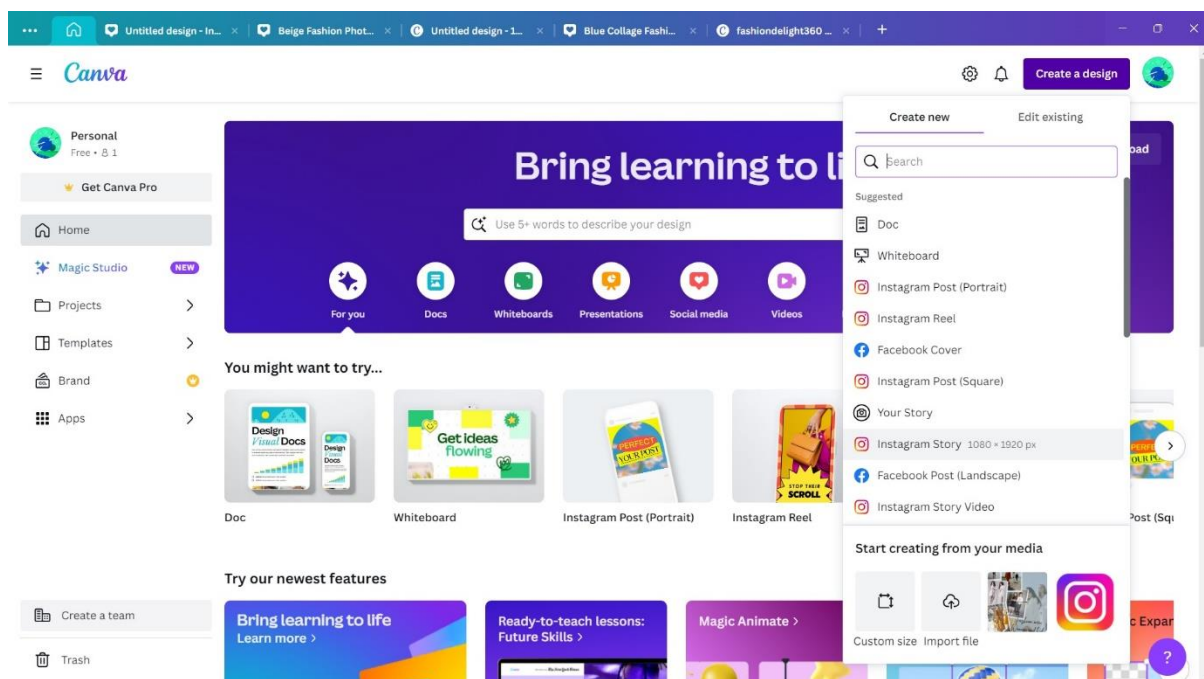 Untitled design - In...
Beige Fashion Phot...
Untitled design - 1...
Blue Collage Fashi...
fashiondelight360 ...
Canva
Create a design
Personal
Free • 1
Get Canva Pro
Home
Magic Studio NEW
Projects
Templates
Brand
Apps
Create a team
Trash
Bring learning to li
oad
Use 5+ words to describe your design
For you
Docs
Whiteboards
Presentations
Social media
Videos
You might want to try...
Design
Visual Docs
Design
Visual
Docs
Get ideas
flowing
PERFECT
YOUR POST
STOP THEIR
SCROLL
Doc
Whiteboard
Instagram Post (Portrait)
Instagram Reel
Post (Squ
Try our newest features
Bring learning to life
Learn more >
Ready-to-teach lessons:
Future Skills >
Magic Animate >
c Expan
Create new
Edit existing
Search
Suggested
Doc
Whiteboard
Instagram Post (Portrait)
Instagram Reel
Facebook Cover
Instagram Post (Square)
Your Story
Instagram Story 1080 × 1920 px
Facebook Post (Landscape)
Instagram Story Video
Start creating from your media
Custom size
Import file
?